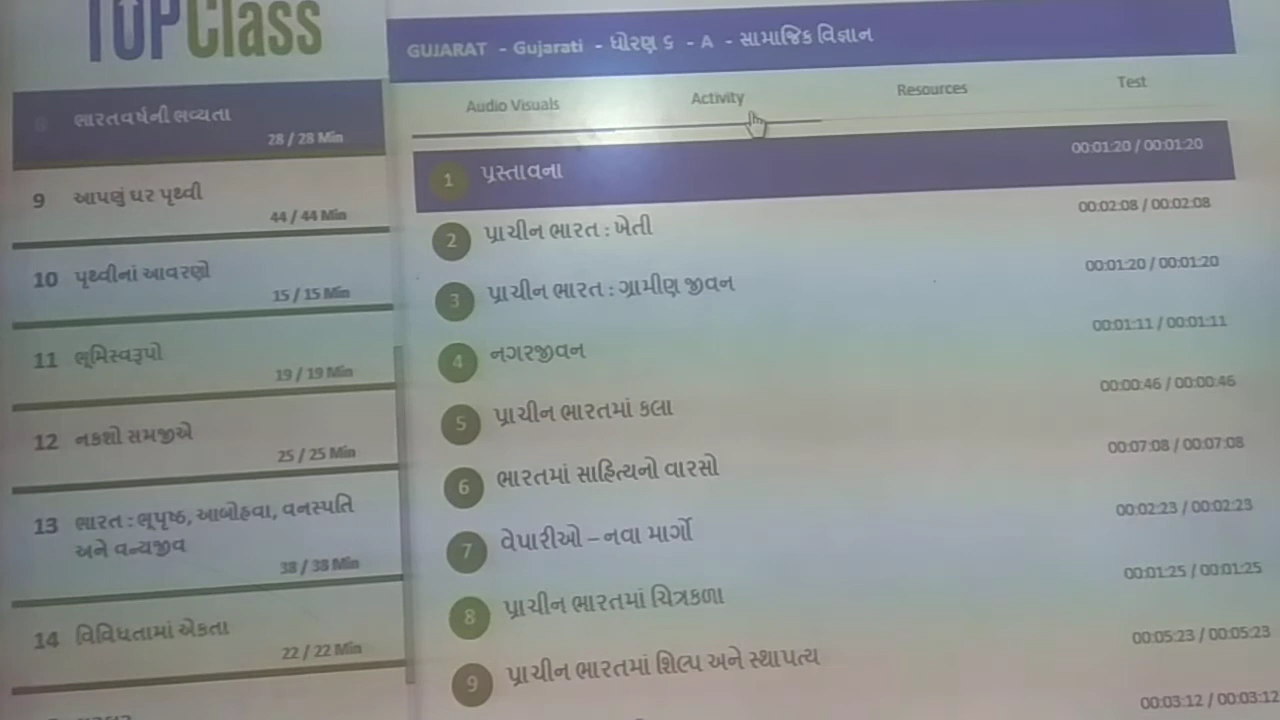 TOPClass
GUJARAT - Gujarati - ધોરણ ૬ - A - સામાજિક વિજ્ઞાન
Audio Visuals
Activity
Resources
Test
ભારતવર્ષની ભવ્યતા
28 / 28 Min
9 આપણું ઘર પૃથ્વી
44 / 44 Min
10 પૃથ્વીનાં આવરણો
15 / 15 Min
11 ભૂમિસ્વરૂપો
19 / 19 Min
12 નકશો સમજીએ
25 / 25 Min
13 ભારત : ભૂપૃષ્ઠ, આબોહવા, વનસ્પતિ
અને વન્યજીવ
38 / 38 Min
14 વિવિધતામાં એકતા
22 / 22 Min
1 પ્રસ્તાવના 00:01:20 / 00:01:20
2 પ્રાચીન ભારત : ખેતી 00:02:08 / 00:02:08
3 પ્રાચીન ભારત : ગ્રામીણ જીવન 00:01:20 / 00:01:20
4 નગરજીવન 00:01:11 / 00:01:11
5 પ્રાચીન ભારતમાં કલા 00:00:46 / 00:00:46
6 ભારતમાં સાહિત્યનો વારસો 00:07:08 / 00:07:08
7 વેપારીઓ – નવા માર્ગો 00:02:23 / 00:02:23
8 પ્રાચીન ભારતમાં ચિત્રકળા 00:01:25 / 00:01:25
9 પ્રાચીન ભારતમાં શિલ્પ અને સ્થાપત્ય 00:05:23 / 00:05:23
00:03:12 / 00:03:12